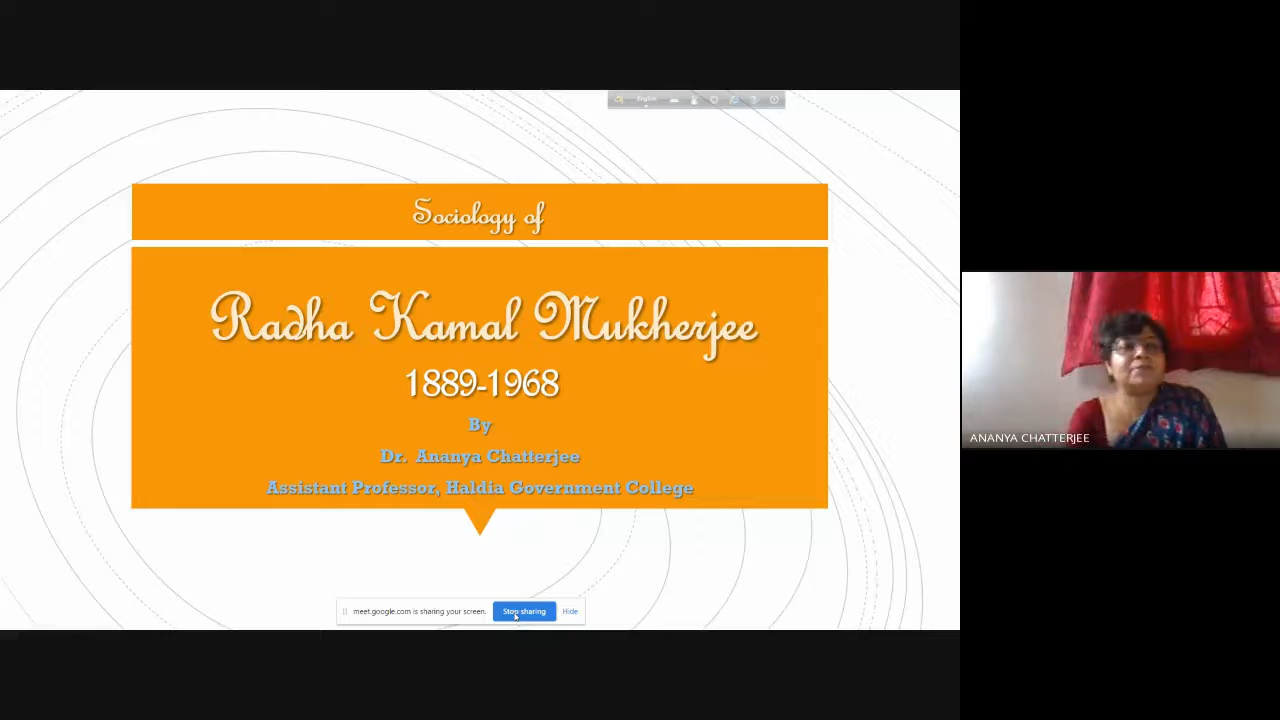 English
Sociology of
Radha Kamal Mukherjee
1889-1968
By
Dr. Ananya Chatterjee
Assistant Professor, Haldia Government College
meet.google.com is sharing your screen.
Stop sharing
Hide
ANANYA CHATTERJEE